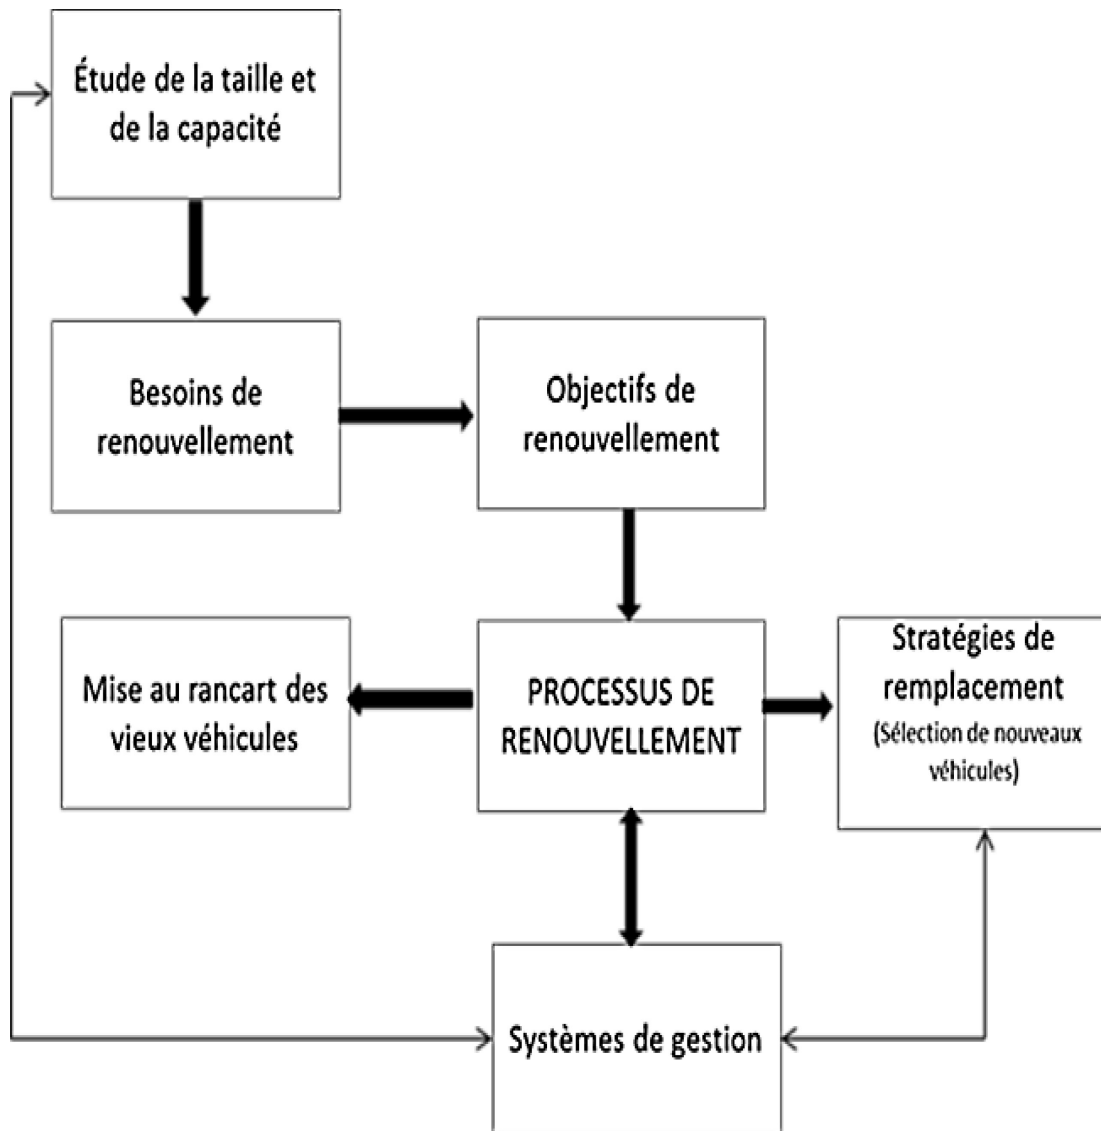 Étude de la taille et
de la capacité
Besoins de
renouvellement
Objectifs de
renouvellement
Mise au rancart des
vieux véhicules
PROCESSUS DE
RENOUVELLEMENT
Stratégies de
remplacement
(Sélection de nouveaux
véhicules)
Systèmes de gestion